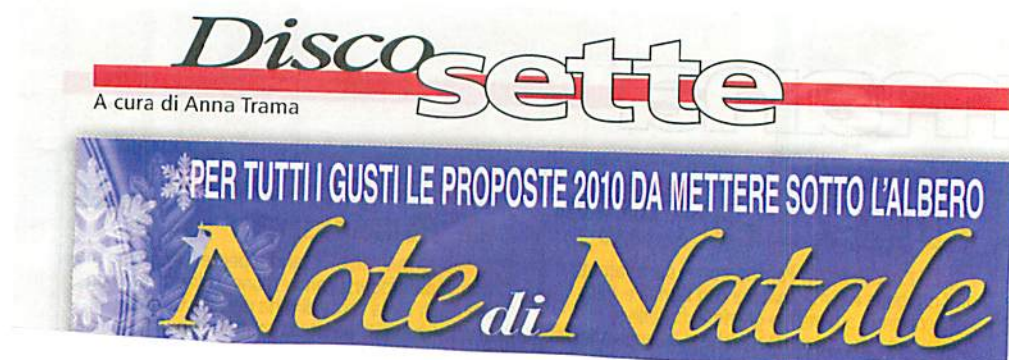 Disco sette
A cura di Anna Trama
PER TUTTI I GUSTI LE PROPOSTE 2010 DA METTERE SOTTO L'ALBERO
Note di Natale